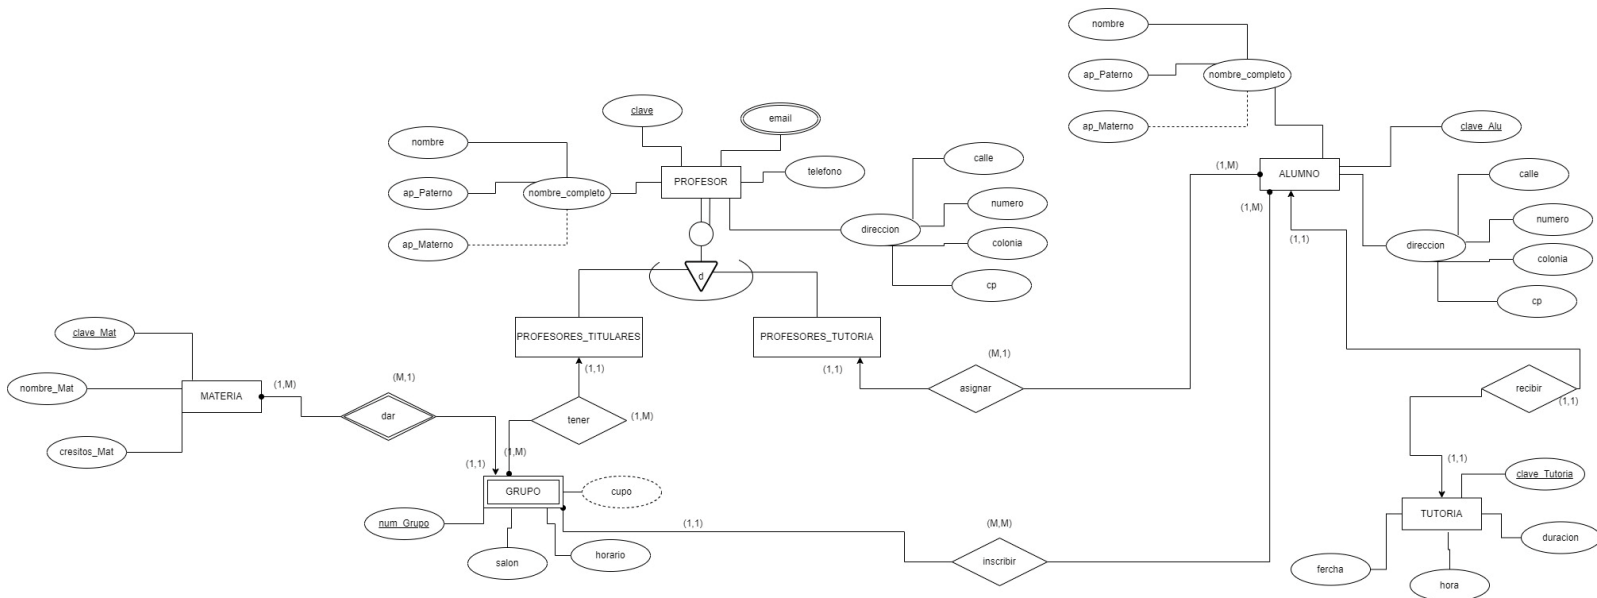 nombre
ap_Paterno
nombre_completo
ap_Materno
clave_Alu
ALUMNO
(1,M)
(1,M)
(1,1)
calle
numero
direccion
colonia
cp
clave
email
nombre
ap_Paterno
nombre_completo
ap_Materno
PROFESOR
telefono
calle
numero
direccion
colonia
cp
d
PROFESORES_TITULARES
PROFESORES_TUTORIA
(1,1)
(1,1)
clave_Mat
nombre_Mat
MATERIA
cresitos_Mat
(1,M)
(M,1)
dar
tener
(1,M)
(M,1)
asignar
recibir
(1,1)
(1,M)
(1,1)
GRUPO
cupo
num_Grupo
salon
horario
(1,1)
(M,M)
inscribir
(1,1)
clave_Tutoria
TUTORIA
fercha
duracion
hora